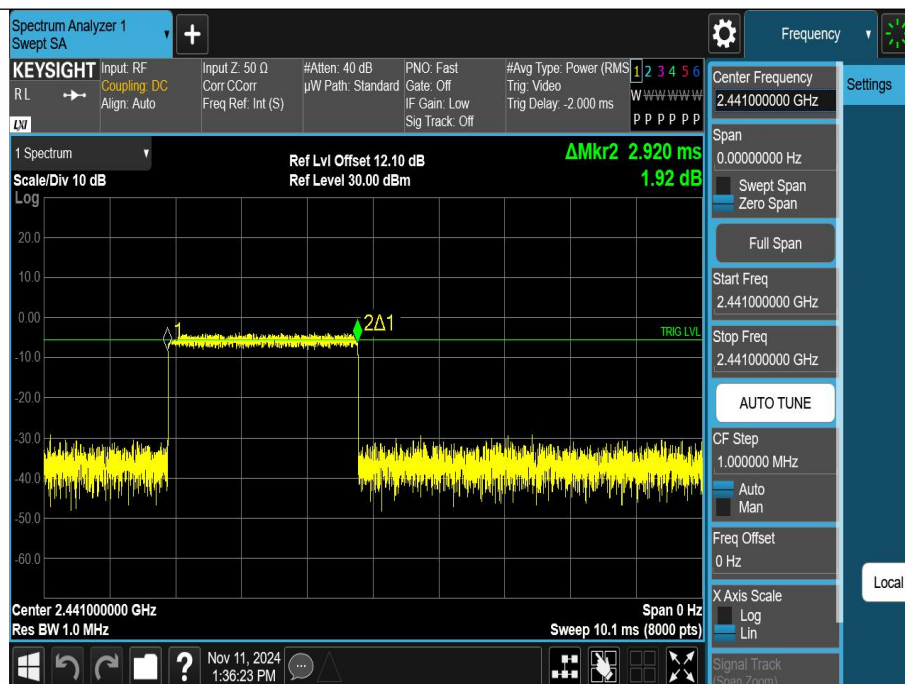 Spectrum Analyzer 1
Swept SA
Frequency
KEYSIGHT
RL
LXI
Input: RF
Coupling: DC
Align: Auto
Input Z: 50 Ω
Corr CCorr
Freq Ref: Int (S)
#Atten: 40 dB
µW Path: Standard
PNO: Fast
Gate: Off
IF Gain: Low
Sig Track: Off
#Avg Type: Power (RMS
Trig: Video
Trig Delay: -2.000 ms
1 2 3 4 5 6
W W W W W W
P P P P P P
1 Spectrum
Scale/Div 10 dB
Log
Ref Lvl Offset 12.10 dB
Ref Level 30.00 dBm
ΔMkr2 2.920 ms
1.92 dB
20.0
10.0
0.00
-10.0
-20.0
-30.0
-40.0
-50.0
-60.0
1
2Δ1
TRIG LVL
Center 2.441000000 GHz
Res BW 1.0 MHz
Span 0 Hz
Sweep 10.1 ms (8000 pts)
Nov 11, 2024
1:36:23 PM
Center Frequency
2.441000000 GHz
Span
0.00000000 Hz
Swept Span
Zero Span
Full Span
Start Freq
2.441000000 GHz
Stop Freq
2.441000000 GHz
AUTO TUNE
CF Step
1.000000 MHz
Auto
Man
Freq Offset
0 Hz
X Axis Scale
Log
Lin
Signal Track
(Span Zoom)
Settings
Local